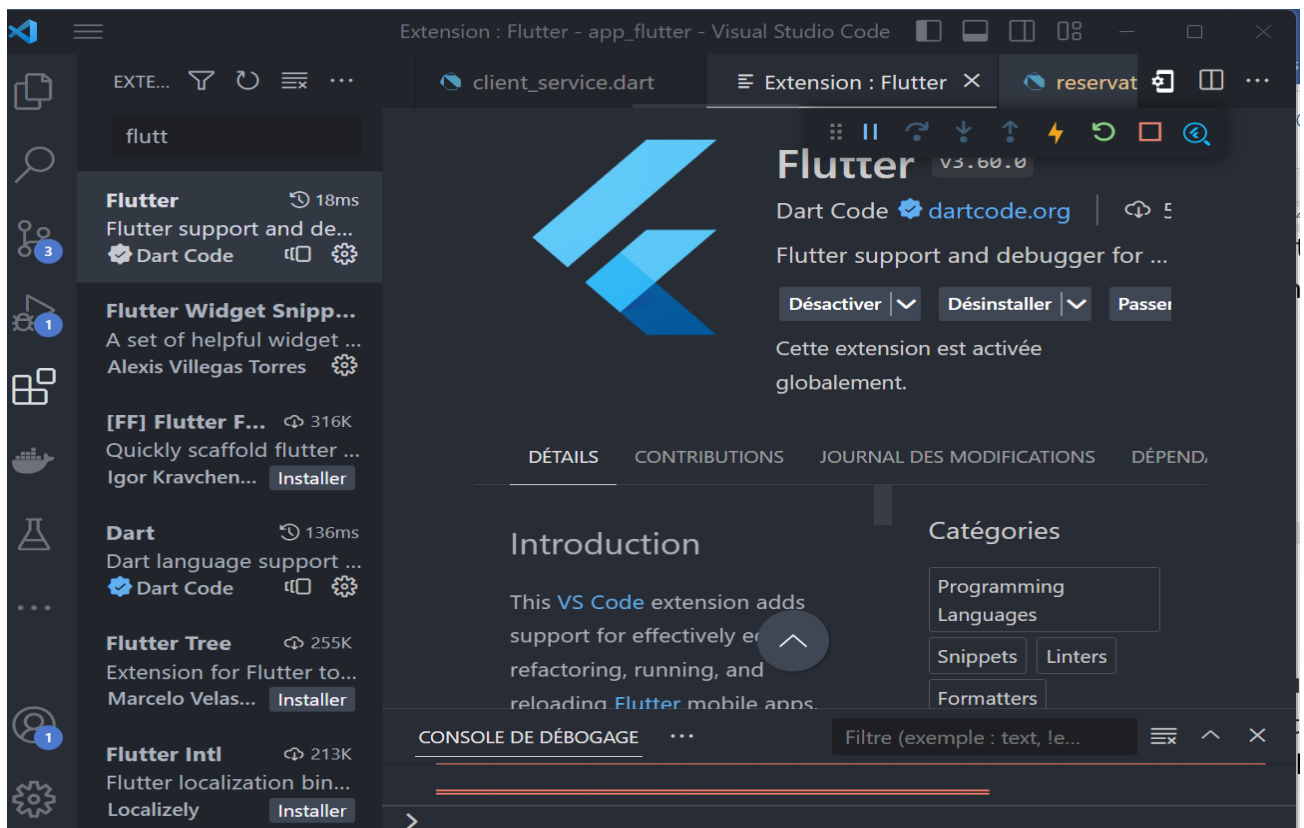 Extension : Flutter - app_flutter - Visual Studio Code
EXTE...
client_service.dart
Extension : Flutter
reservat
flutt
Flutter
v3.60.0
Dart Code
dartcode.org
5
Flutter support and debugger for ...
Désactiver
Désinstaller
Passer
Cette extension est activée
globalement.
Flutter
18ms
Flutter support and de...
Dart Code
3
Flutter Widget Snipp...
A set of helpful widget ...
Alexis Villegas Torres
1
[FF] Flutter F...
316K
Quickly scaffold flutter ...
Igor Kravchen...
Installer
Dart
136ms
Dart language support ...
Dart Code
Flutter Tree
255K
Extension for Flutter to...
Marcelo Velas...
Installer
1
Flutter Intl
213K
Flutter localization bin...
Localizely
Installer
DÉTAILS
CONTRIBUTIONS
JOURNAL DES MODIFICATIONS
DÉPEND
Introduction
This VS Code extension adds
support for effectively e
refactoring, running, and
reloading Flutter mobile apps.
Catégories
Programming
Languages
Snippets
Linters
Formatters
CONSOLE DE DÉBOGAGE
Filtre (exemple : text, !e...